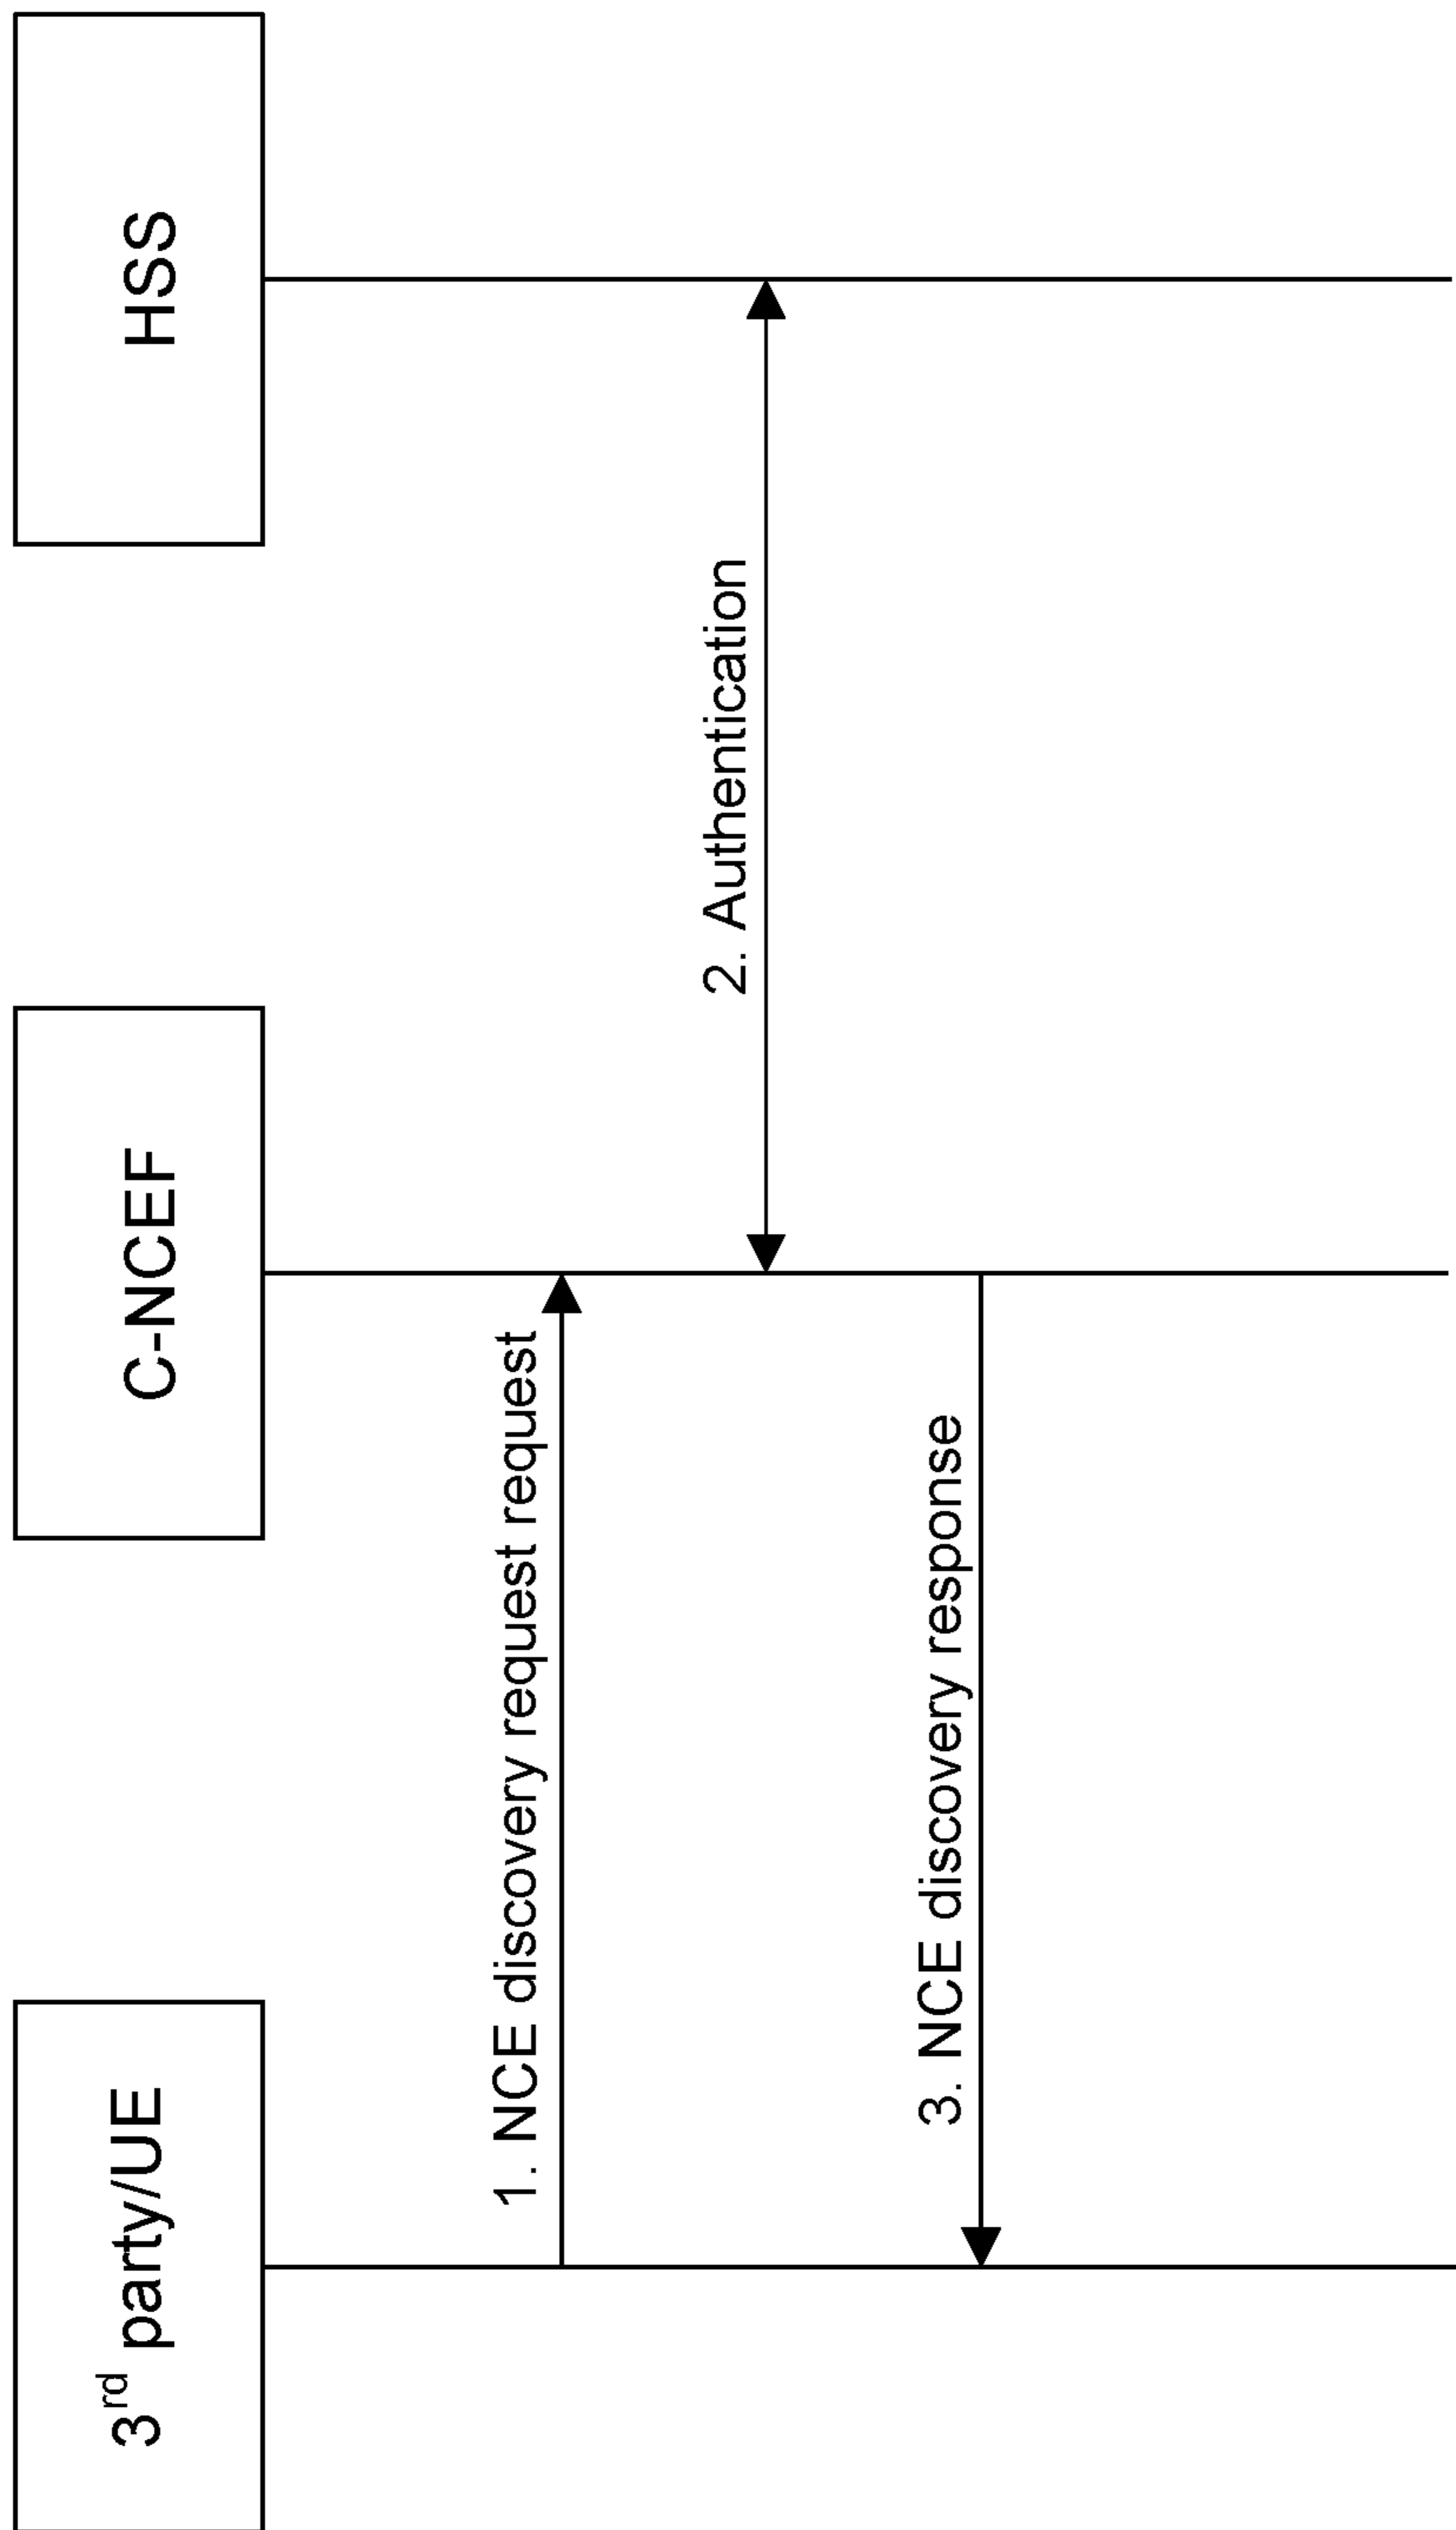 3rd party/UE
C-NCEF
HSS
1. NCE discovery request request
2. Authentication
3. NCE discovery response